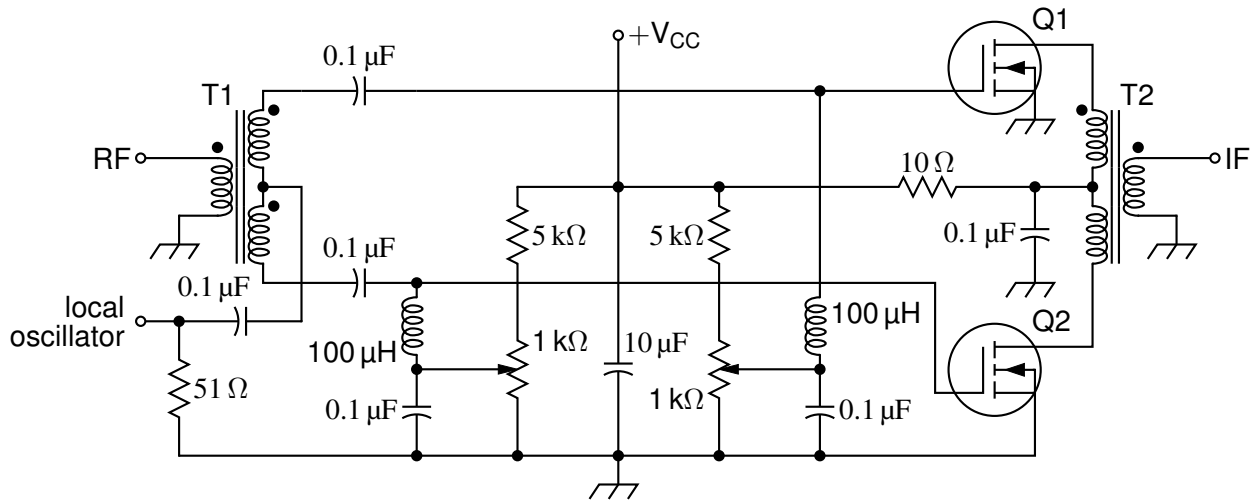 Q1
+VCC
0.1 µF
T1
T2
RF
10 Ω
IF
5 kΩ
5 kΩ
0.1 µF
0.1 µF
0.1 µF
local
oscillator
100 µH
Q2
100 µH
1 kΩ
10 µF
51 Ω
1 kΩ
0.1 µF
0.1 µF